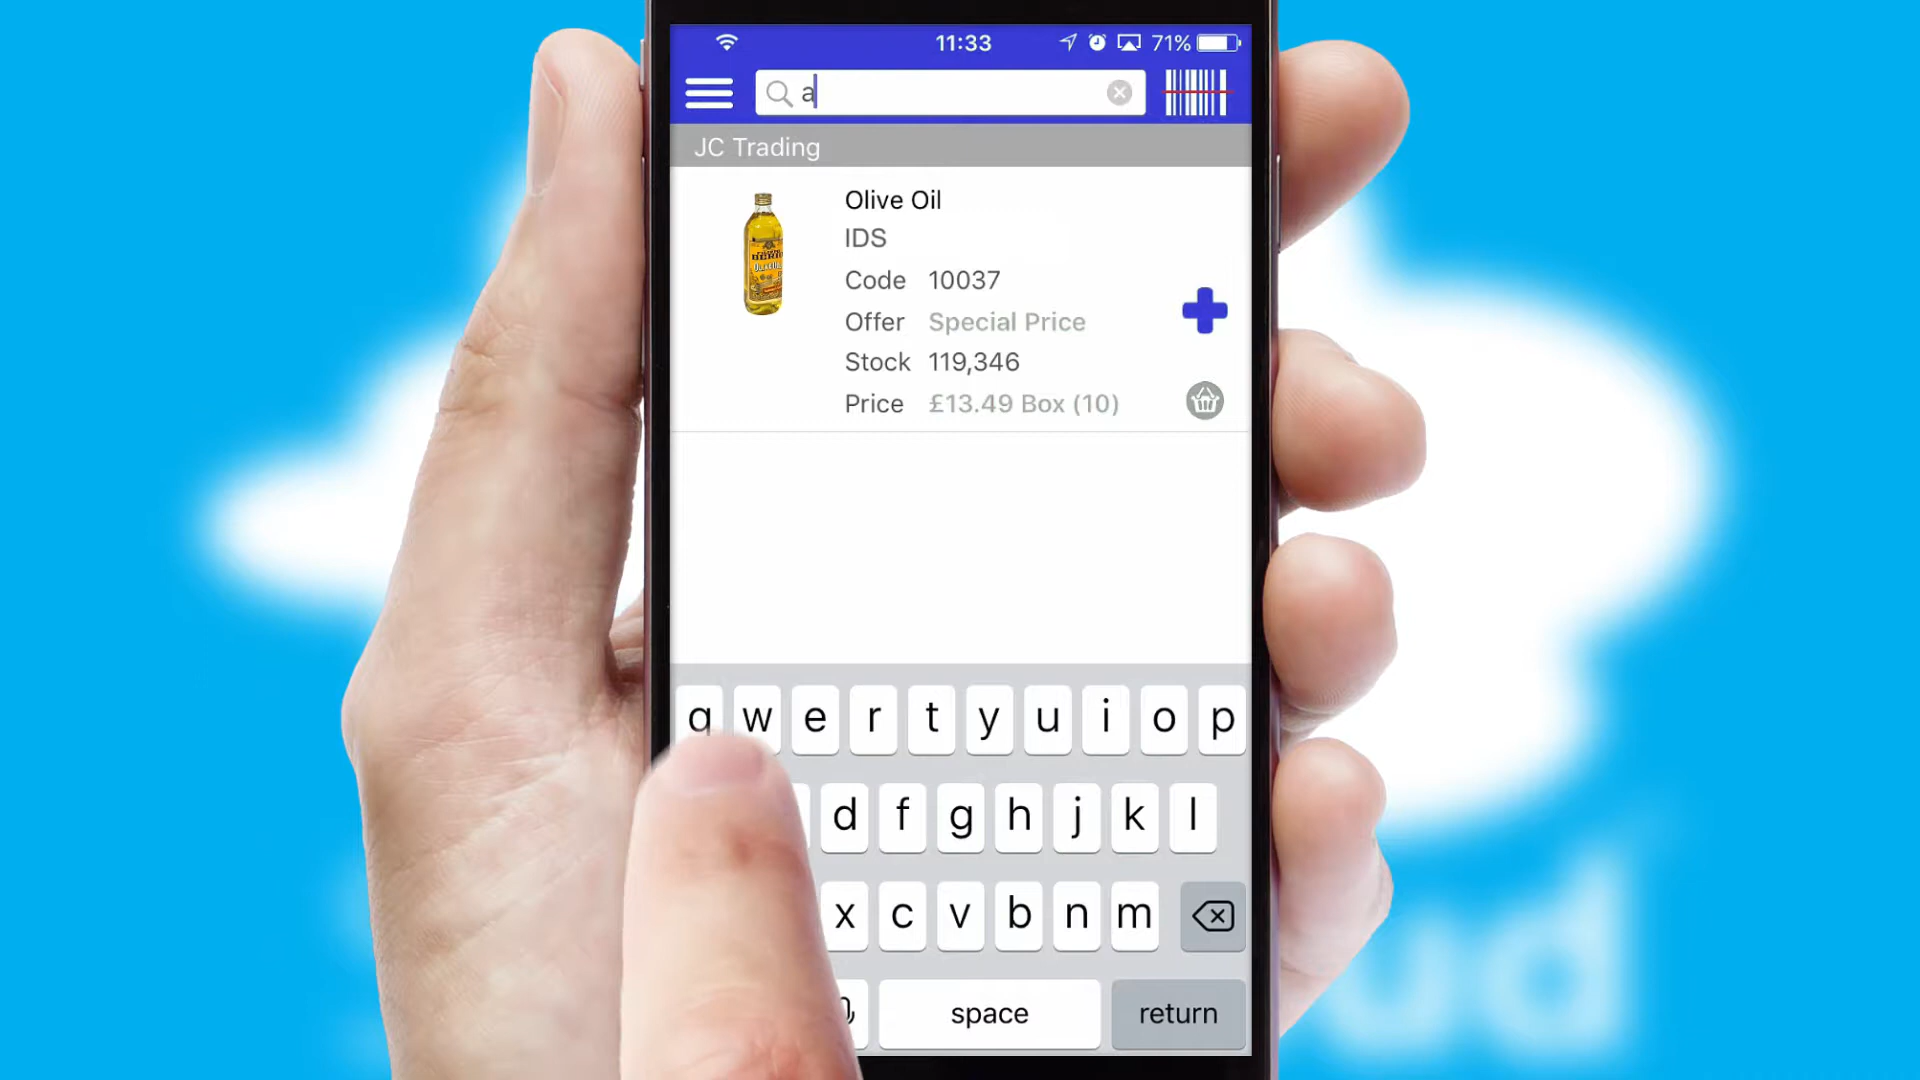 11:33
71%
a
JC Trading
Olive Oil
IDS
Code 10037
Offer Special Price
Stock 119,346
Price £13.49 Box (10)
q w e r t y u i o p
d f g h j k l
x c v b n m
space return